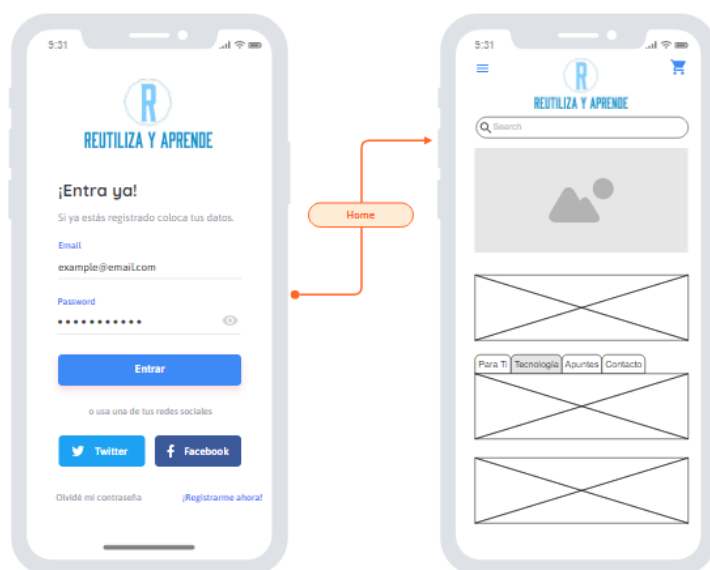 9:31
R
REUTILIZA Y APRENDE
¡Entra ya!
Si ya estás registrado coloca tus datos.
Email
example@email.com
Password
Entrar
o usa una de tus redes sociales
Twitter
Facebook
Olvidé mi contraseña
¡Registrarme ahora!
Home
9:31
R
REUTILIZA Y APRENDE
Search
Para Ti
Tecnología
Apuntes
Contacto